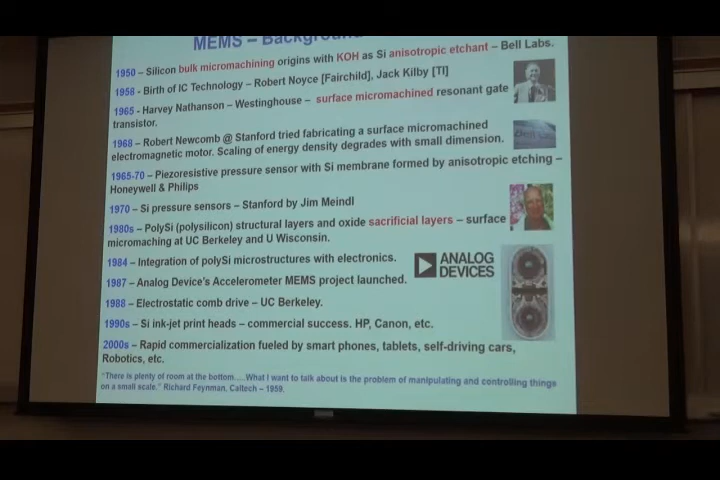 MEMS – Background
1950 – Silicon bulk micromachining origins with KOH as Si anisotropic etchant – Bell Labs.
1958 - Birth of IC Technology – Robert Noyce [Fairchild], Jack Kilby [TI]
1965 - Harvey Nathanson – Westinghouse – surface micromachined resonant gate
transistor.
1968 – Robert Newcomb @ Stanford tried fabricating a surface micromachined
electromagnetic motor. Scaling of energy density degrades with small dimension.
1965-70 - Piezoresistive pressure sensor with Si membrane formed by anisotropic etching –
Honeywell & Philips
1970 – Si pressure sensors – Stanford by Jim Meindl
1980s – PolySi (polysilicon) structural layers and oxide sacrificial layers – surface
micromaching at UC Berkeley and U Wisconsin.
1984 – Integration of polySi microstructures with electronics.
ANALOG
DEVICES
1987 – Analog Device's Accelerometer MEMS project launched.
1988 – Electrostatic comb drive – UC Berkeley.
1990s – Si ink-jet print heads – commercial success. HP, Canon, etc.
2000s – Rapid commercialization fueled by smart phones, tablets, self-driving cars,
Robotics, etc.
"There is plenty of room at the bottom....What I want to talk about is the problem of manipulating and controlling things
on a small scale." Richard Feynman, Caltech – 1959.